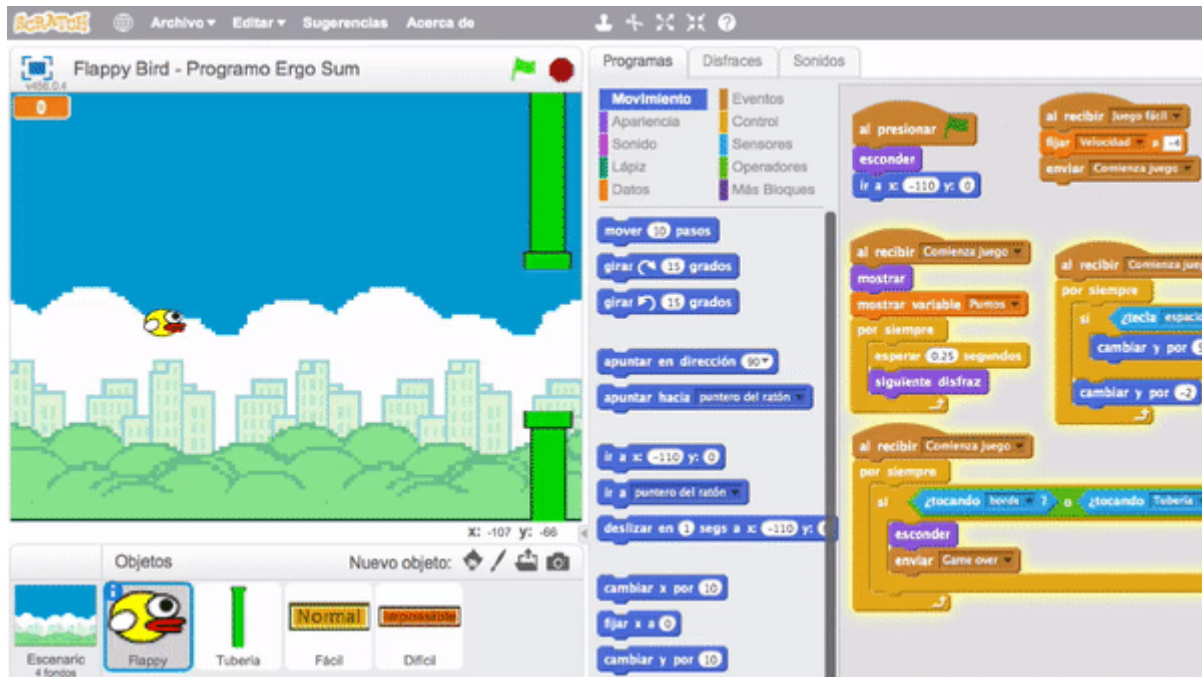 SCRATCH Archivo Editar Sugerencias Acerca de
Flappy Bird - Programo Ergo Sum
v456.0.4
0
x: -107 y: -66
Objetos Nuevo objeto:
Normal Impossible
Escenario
4 fondos
Flappy Tubería Fácil Difícil
Programas Disfraces Sonidos
Movimiento Eventos
Apariencia Control
Sonido Sensores
Lápiz Operadores
Datos Más Bloques
mover 10 pasos
girar 15 grados
girar 15 grados
apuntar en dirección 90
apuntar hacia puntero del ratón
ir a x: -110 y: 0
ir a puntero del ratón
deslizar en 1 segs a x: -110 y:
cambiar x por 10
fijar x a 0
cambiar y por 10
al presionar
esconder
ir a x: -110 y: 0
al recibir Juego fácil
fijar Velocidad a -4
enviar Comienza juego
al recibir Comienza juego
mostrar
mostrar variable Puntos
por siempre
esperar 0.25 segundos
siguiente disfraz
al recibir Comienza
por siempre
si ¿tecla espacio
cambiar y por
cambiar y por -2
al recibir Comienza juego
por siempre
si ¿tocando borde ? o ¿tocando Tubería
esconder
enviar Game over